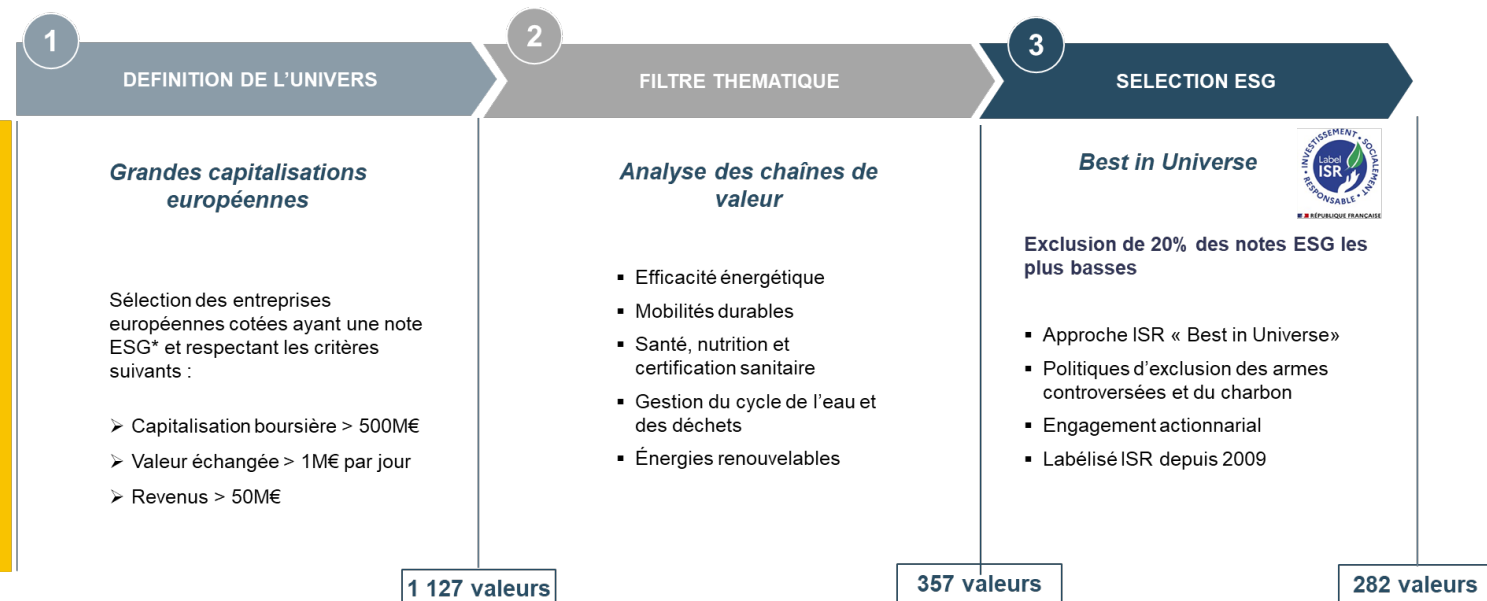 1
DEFINITION DE L'UNIVERS
Grandes capitalisations
européennes
Sélection des entreprises
européennes cotées ayant une note
ESG* et respectant les critères
suivants :
➢ Capitalisation boursière > 500M€
➢ Valeur échangée > 1M€ par jour
➢ Revenus > 50M€
1 127 valeurs
2
FILTRE THEMATIQUE
Analyse des chaînes de
valeur
▪ Efficacité énergétique
▪ Mobilités durables
▪ Santé, nutrition et
certification sanitaire
▪ Gestion du cycle de l'eau et
des déchets
▪ Énergies renouvelables
357 valeurs
3
SELECTION ESG
Best in Universe
INVESTISSEMENT • SOCIALEMENT • RESPONSABLE •
Label
ISR
RÉPUBLIQUE FRANÇAISE
Exclusion de 20% des notes ESG les
plus basses
▪ Approche ISR « Best in Universe»
▪ Politiques d'exclusion des armes
controversées et du charbon
▪ Engagement actionnarial
▪ Labélisé ISR depuis 2009
282 valeurs